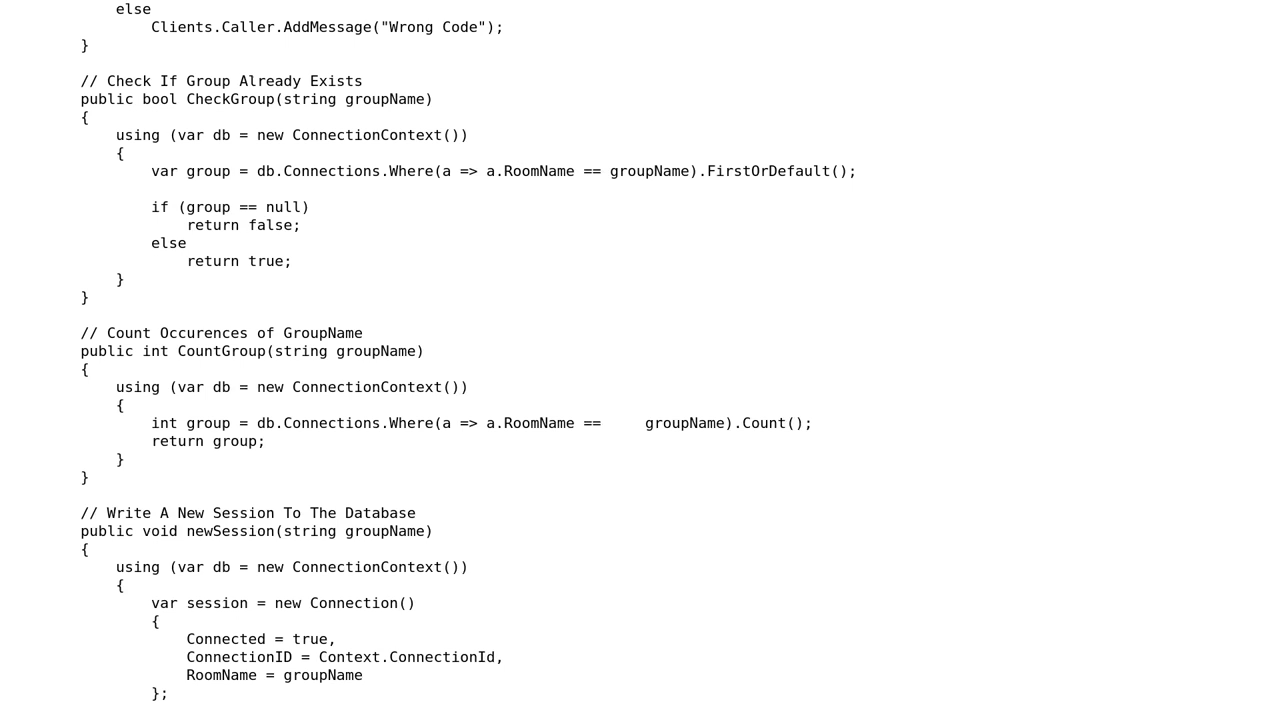 else
        Clients.Caller.AddMessage("Wrong Code");
}

// Check If Group Already Exists
public bool CheckGroup(string groupName)
{
    using (var db = new ConnectionContext())
    {
        var group = db.Connections.Where(a => a.RoomName == groupName).FirstOrDefault();

        if (group == null)
            return false;
        else
            return true;
    }
}

// Count Occurences of GroupName
public int CountGroup(string groupName)
{
    using (var db = new ConnectionContext())
    {
        int group = db.Connections.Where(a => a.RoomName ==     groupName).Count();
        return group;
    }
}

// Write A New Session To The Database
public void newSession(string groupName)
{
    using (var db = new ConnectionContext())
    {
        var session = new Connection()
        {
            Connected = true,
            ConnectionID = Context.ConnectionId,
            RoomName = groupName
        };